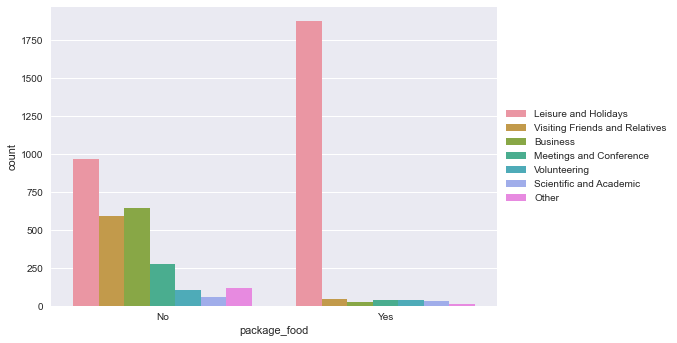 1750
1500
1250
1000
750
500
250
0
count
No
Yes
package_food
Leisure and Holidays
Visiting Friends and Relatives
Business
Meetings and Conference
Volunteering
Scientific and Academic
Other